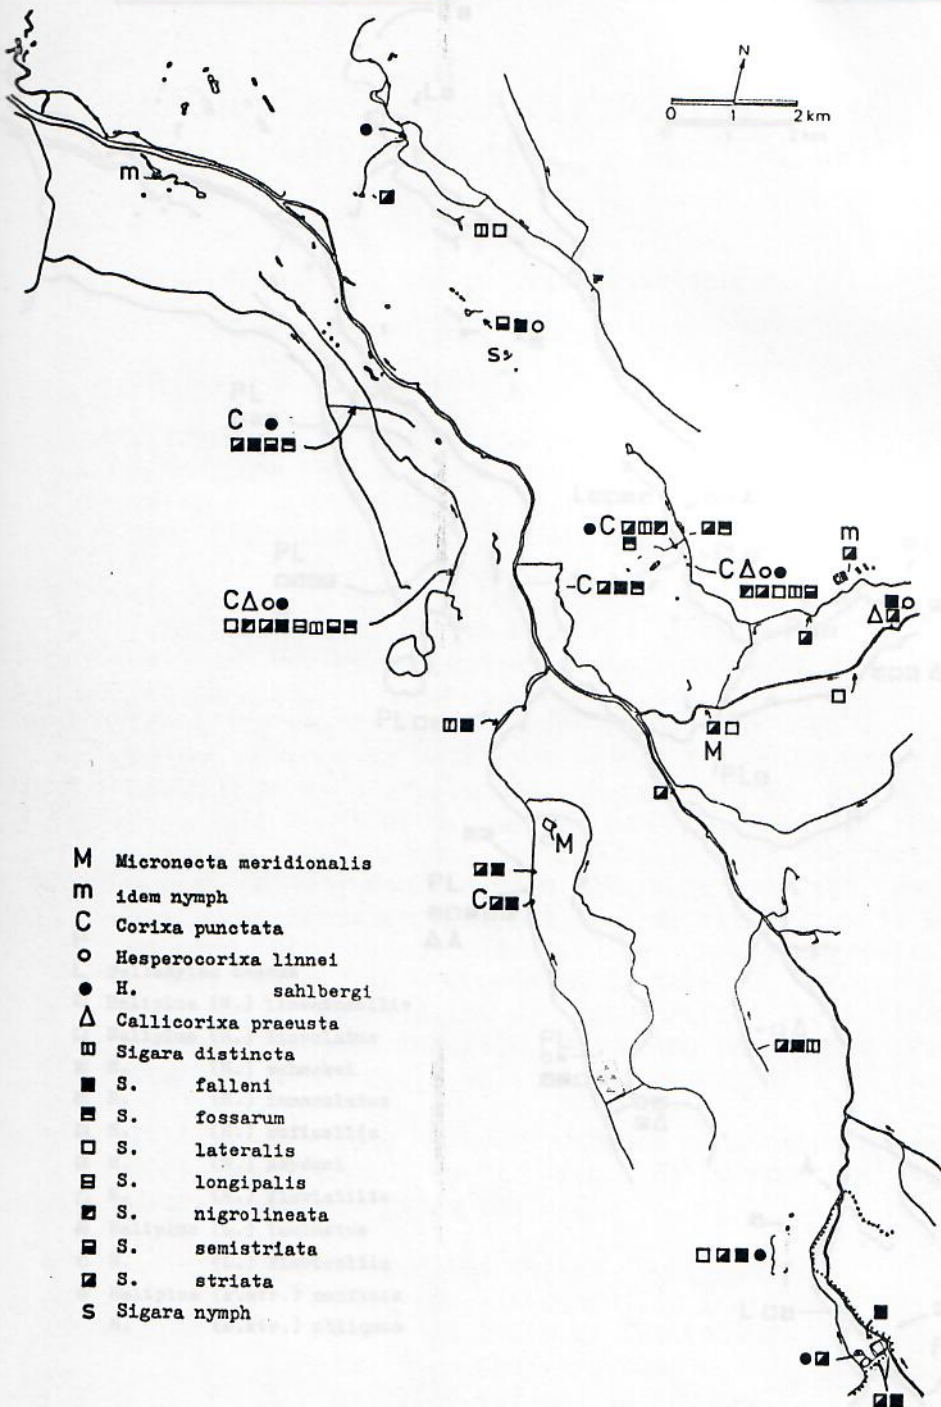 N
0 1 2 km
m
s
C
C
C
m
C
C
C
M
M
C
M Micronecta meridionalis
m idem nymph
C Corixa punctata
Hesperocorixa linnei
H. sahlbergi
Callicorixa praeusta
Sigara distincta
S. falleni
S. fossarum
S. lateralis
S. longipalis
S. nigrolineata
S. semistriata
S. striata
s Sigara nymph